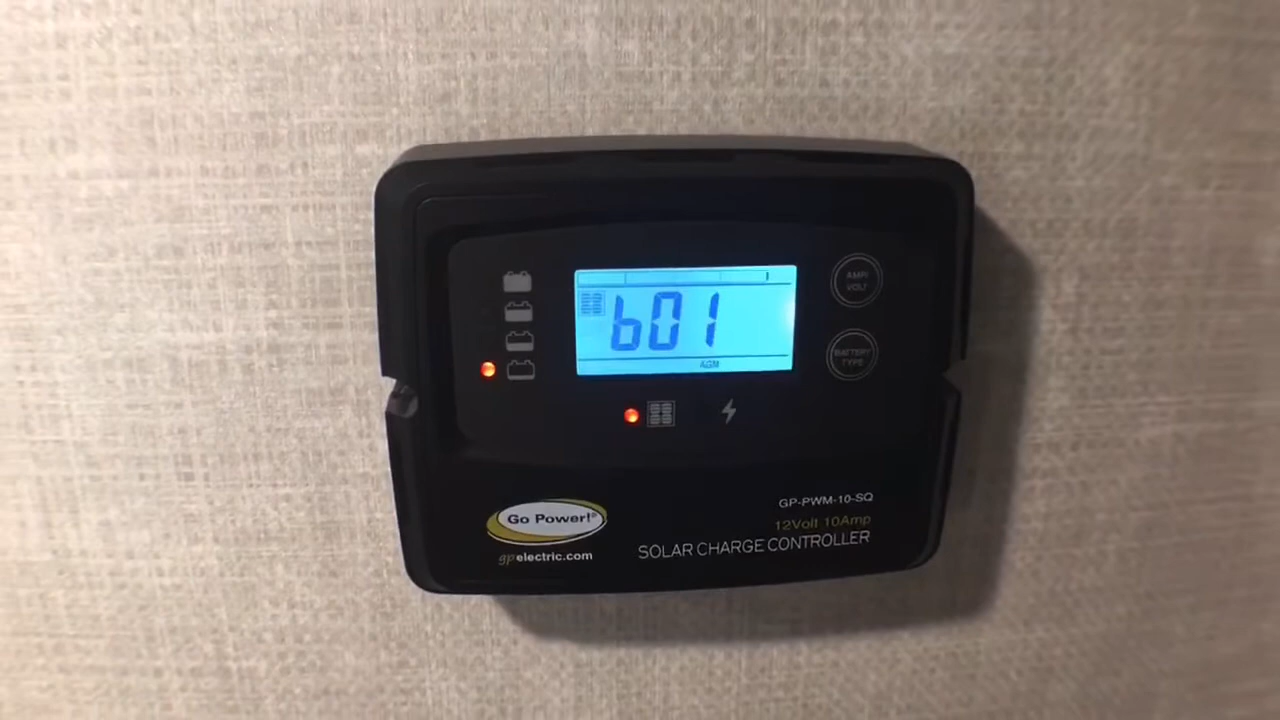 AMP/
VOLT
b01
BATTERY
TYPE
AGM
GP-PWM-10-SQ
Go Power!®
12Volt 10Amp
SOLAR CHARGE CONTROLLER
gpelectric.com